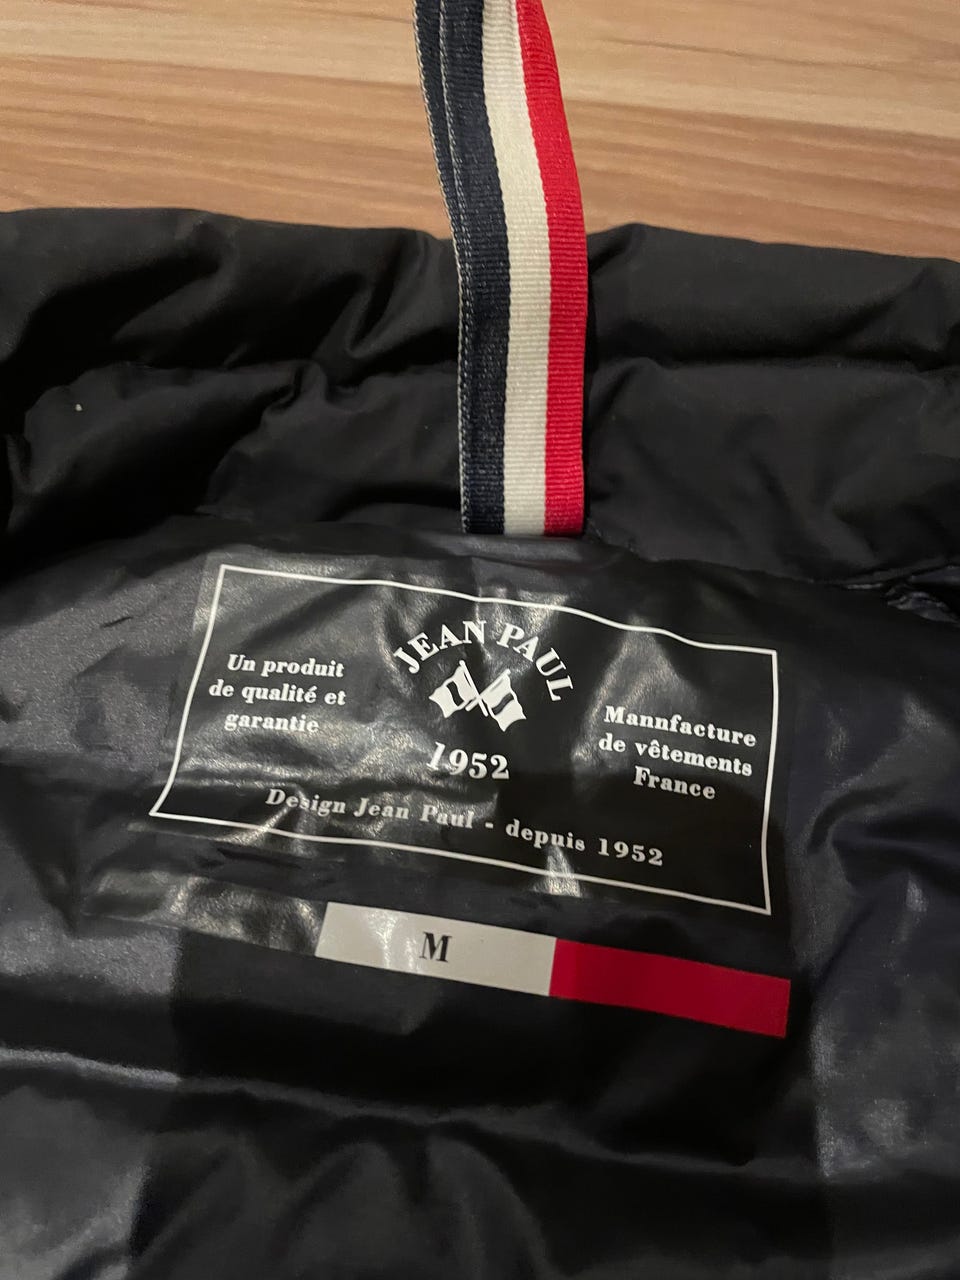 JEAN PAUL
1952
Un produit
de qualité et
garantie
Mannfacture
de vêtements
France
Design Jean Paul - depuis 1952
M